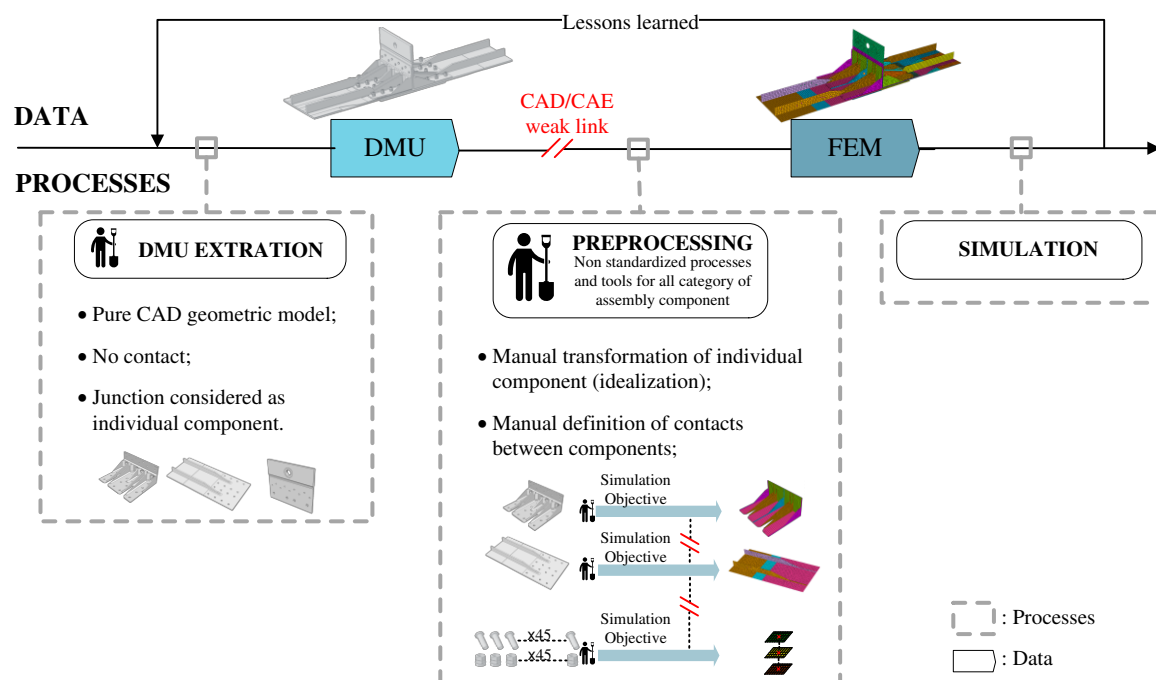 Lessons learned
CAD/CAE
weak link
DATA
DMU
FEM
PROCESSES
DMU EXTRATION
• Pure CAD geometric model;
• No contact;
• Junction considered as
individual component.
PREPROCESSING
Non standardized processes
and tools for all category of
assembly component
• Manual transformation of individual
component (idealization);
• Manual definition of contacts
between components;
Simulation
Objective
Simulation
Objective
Simulation
Objective
x45
x45
SIMULATION
: Processes
: Data